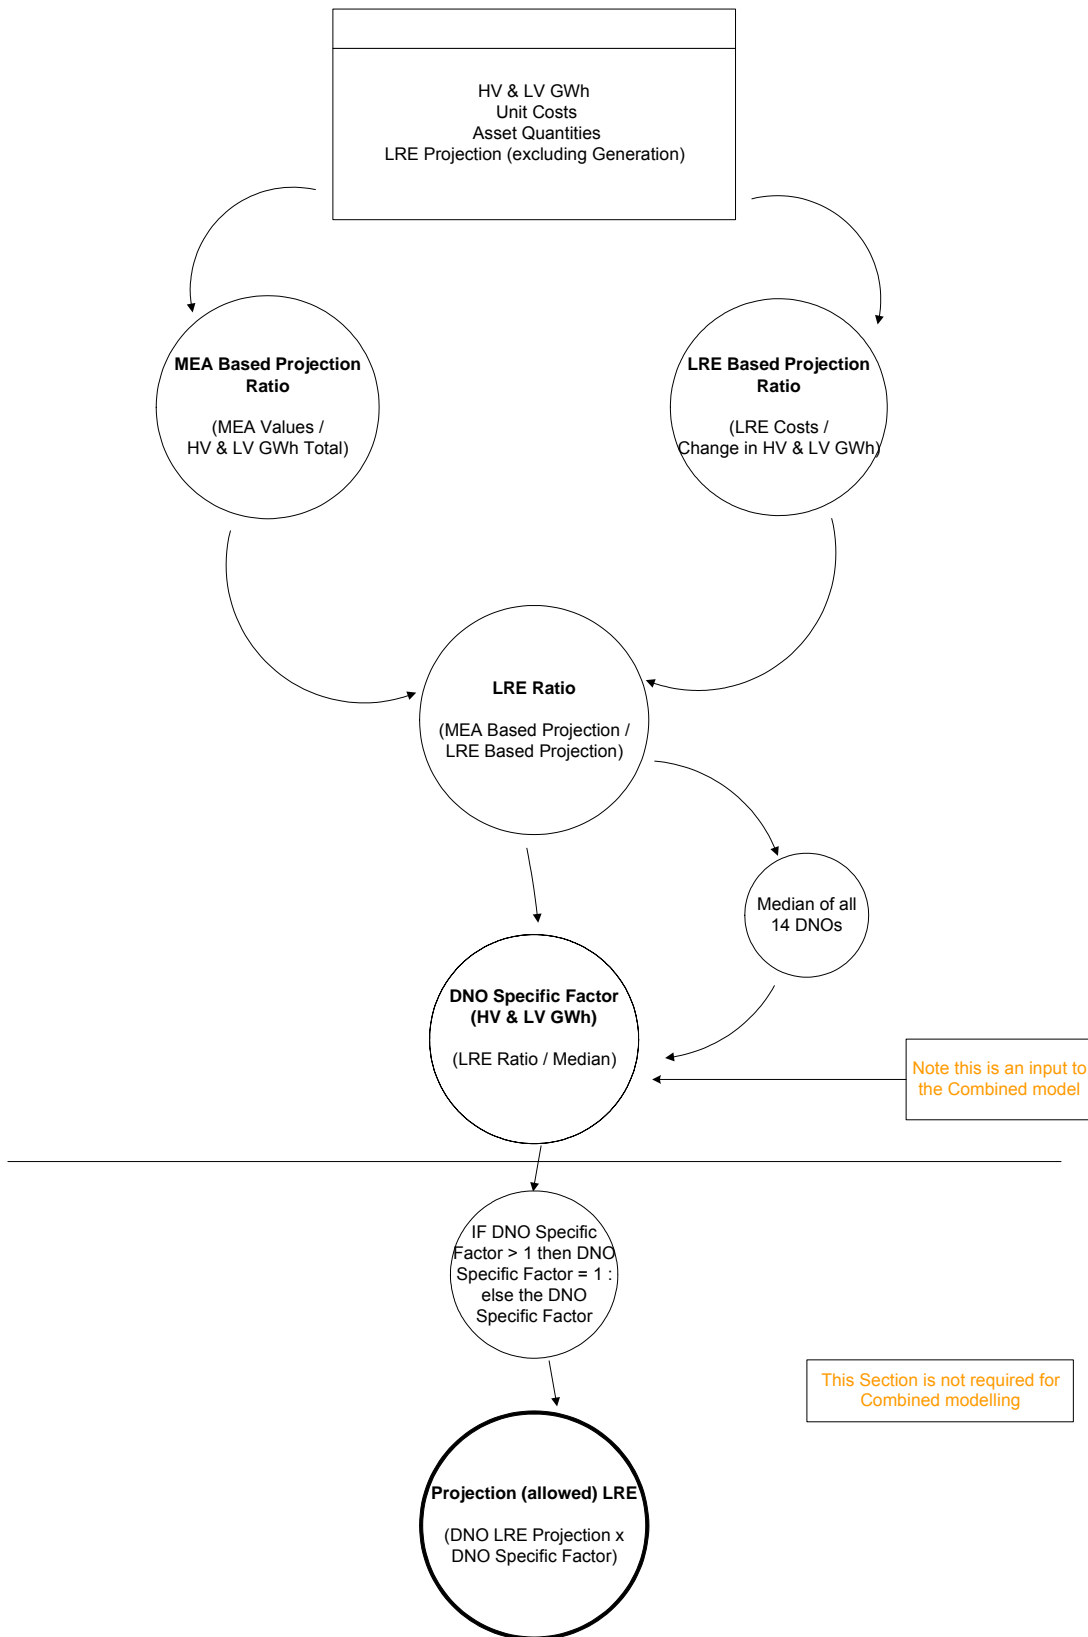 HV & LV GWh
Unit Costs
Asset Quantities
LRE Projection (excluding Generation)
MEA Based Projection
Ratio
(MEA Values /
HV & LV GWh Total)
LRE Based Projection
Ratio
(LRE Costs /
Change in HV & LV GWh)
LRE Ratio
(MEA Based Projection /
LRE Based Projection)
Median of all
14 DNOs
DNO Specific Factor
(HV & LV GWh)
(LRE Ratio / Median)
Note this is an input to
the Combined model
IF DNO Specific
Factor > 1 then DNO
Specific Factor = 1 :
else the DNO
Specific Factor
This Section is not required for
Combined modelling
Projection (allowed) LRE
(DNO LRE Projection x
DNO Specific Factor)